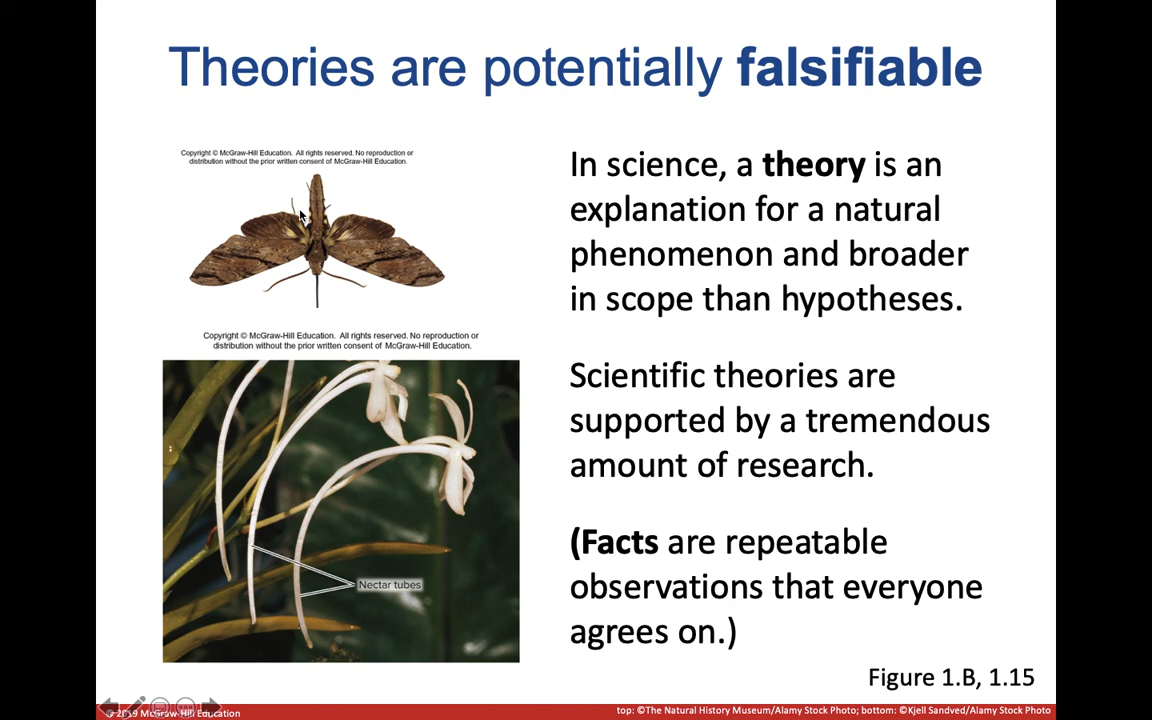 Theories are potentially falsifiable
Copyright © McGraw-Hill Education. All rights reserved. No reproduction or
distribution without the prior written consent of McGraw-Hill Education.
In science, a theory is an
explanation for a natural
phenomenon and broader
in scope than hypotheses.
Copyright © McGraw-Hill Education. All rights reserved. No reproduction or
distribution without the prior written consent of McGraw-Hill Education.
Nectar tubes
Scientific theories are
supported by a tremendous
amount of research.
(Facts are repeatable
observations that everyone
agrees on.)
Figure 1.B, 1.15
© 2019 McGraw-Hill Education
top: ©The Natural History Museum/Alamy Stock Photo; bottom: ©Kjell Sandved/Alamy Stock Photo